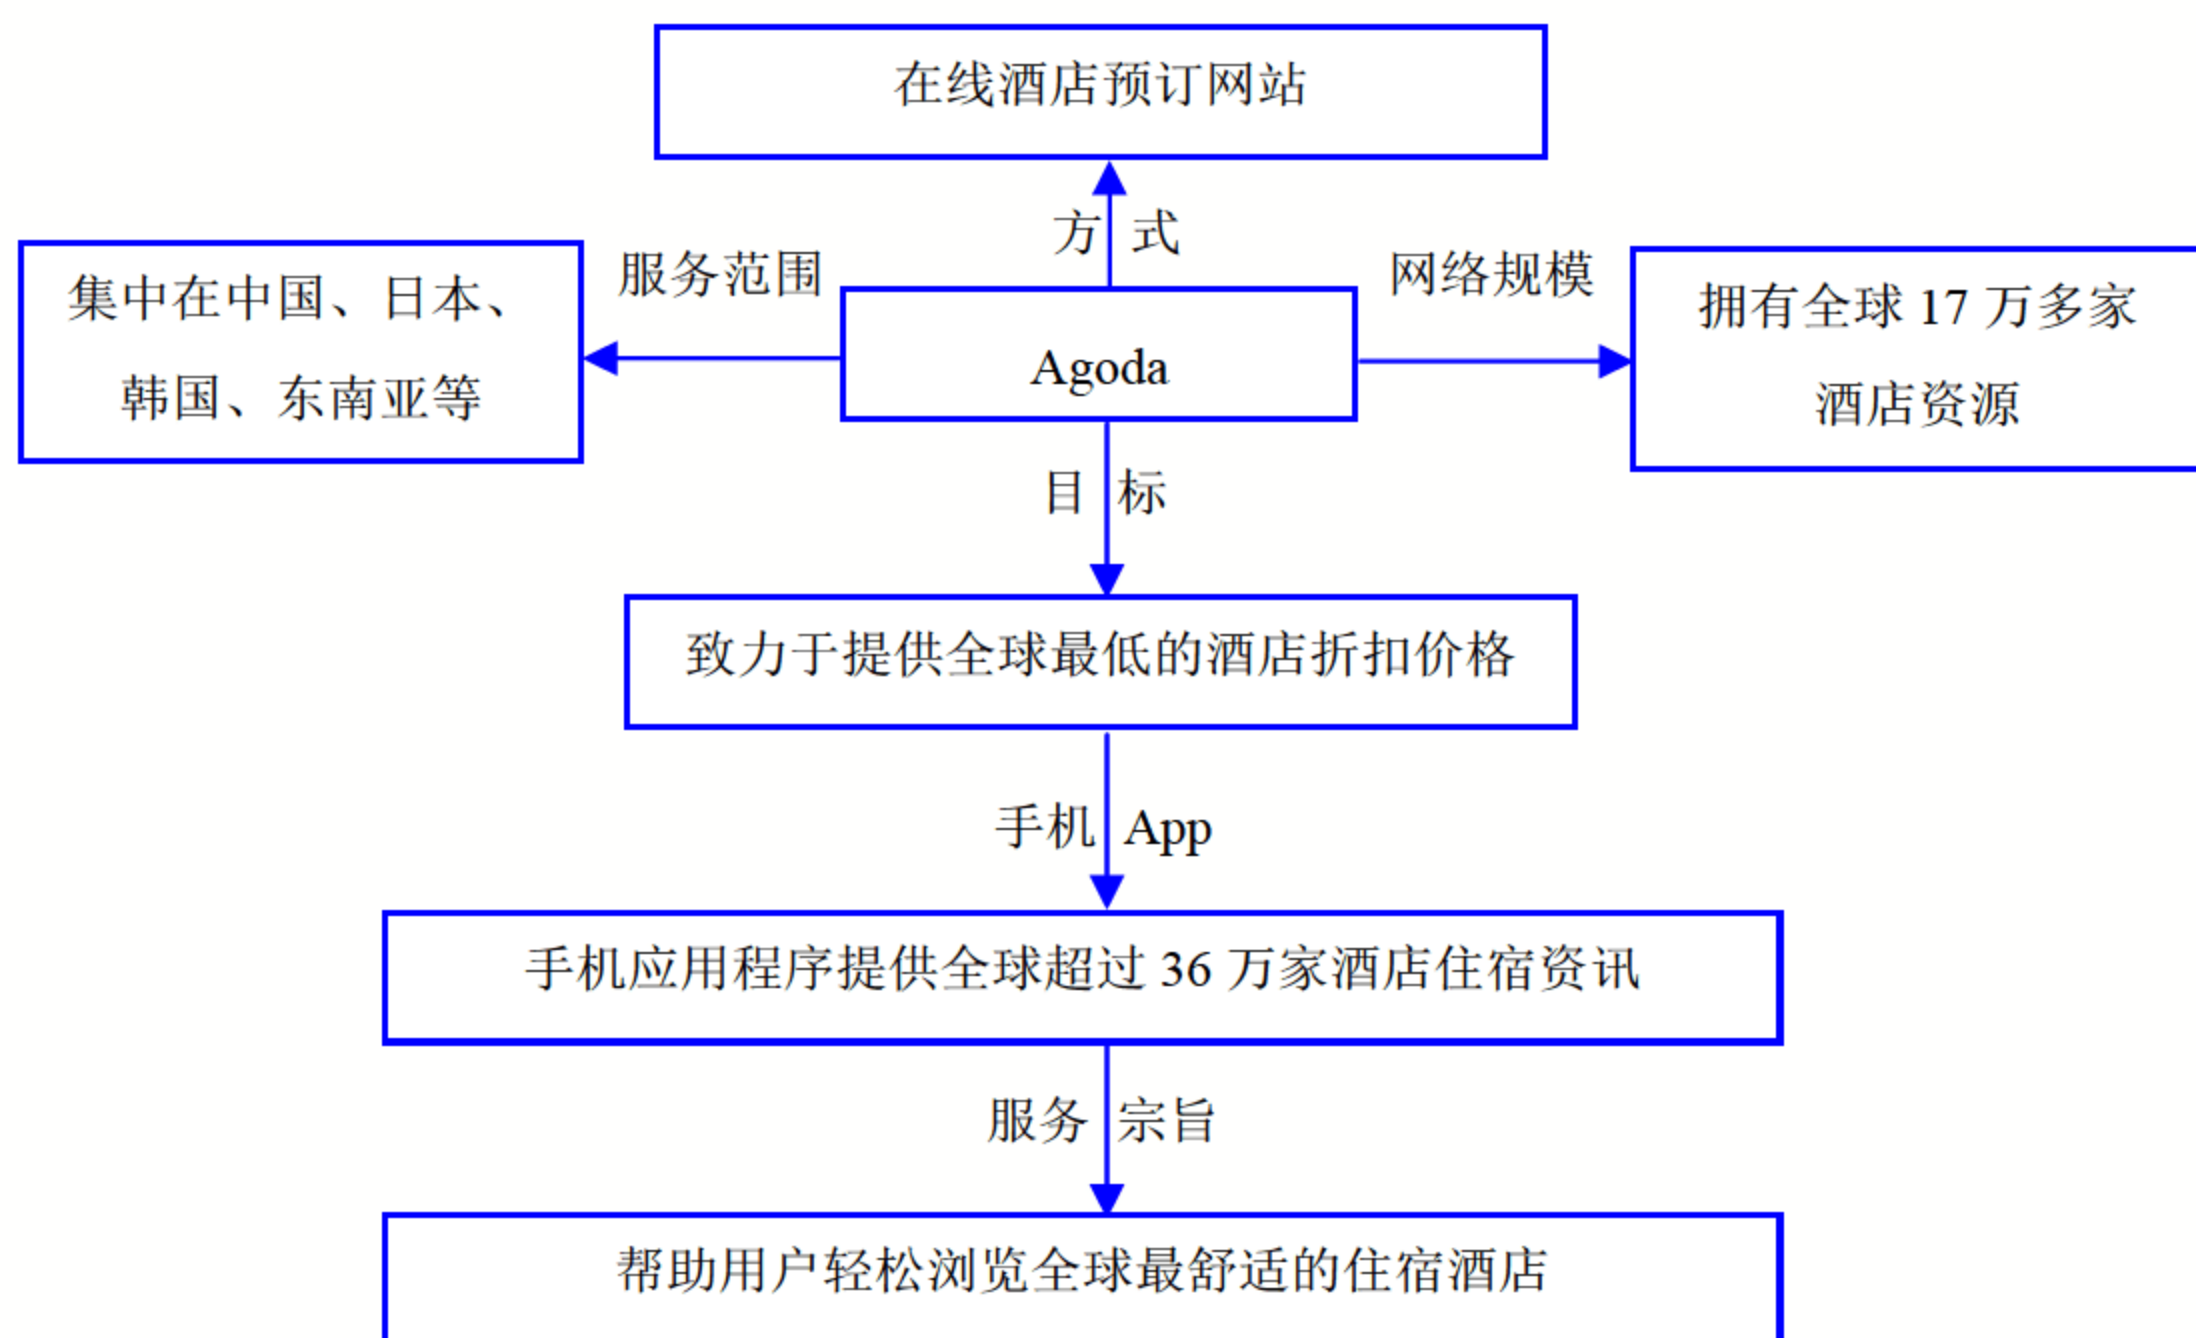 在线酒店预订网站
方 式
服务范围
网络规模
集中在中国、日本、
韩国、东南亚等
Agoda
拥有全球 17 万多家
酒店资源
目 标
致力于提供全球最低的酒店折扣价格
手机 App
手机应用程序提供全球超过 36 万家酒店住宿资讯
服务 宗旨
帮助用户轻松浏览全球最舒适的住宿酒店